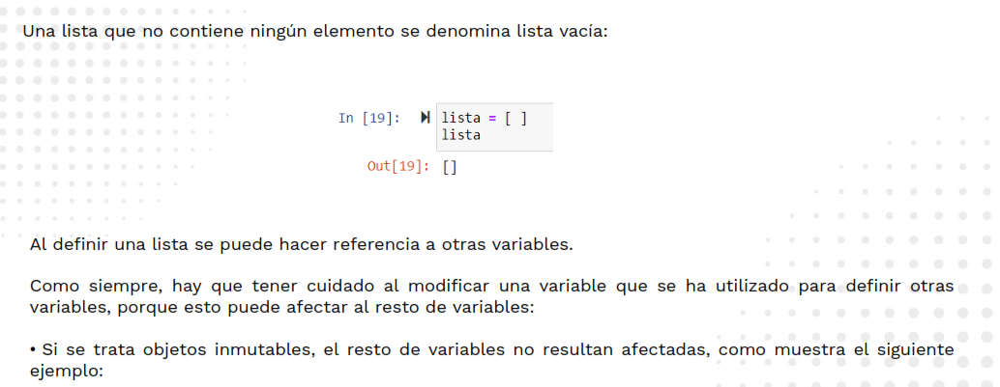 Una lista que no contiene ningún elemento se denomina lista vacía:
In [19]: lista = [ ]
lista
Out[19]: []
Al definir una lista se puede hacer referencia a otras variables.
Como siempre, hay que tener cuidado al modificar una variable que se ha utilizado para definir otras
variables, porque esto puede afectar al resto de variables:
• Si se trata objetos inmutables, el resto de variables no resultan afectadas, como muestra el siguiente
ejemplo: